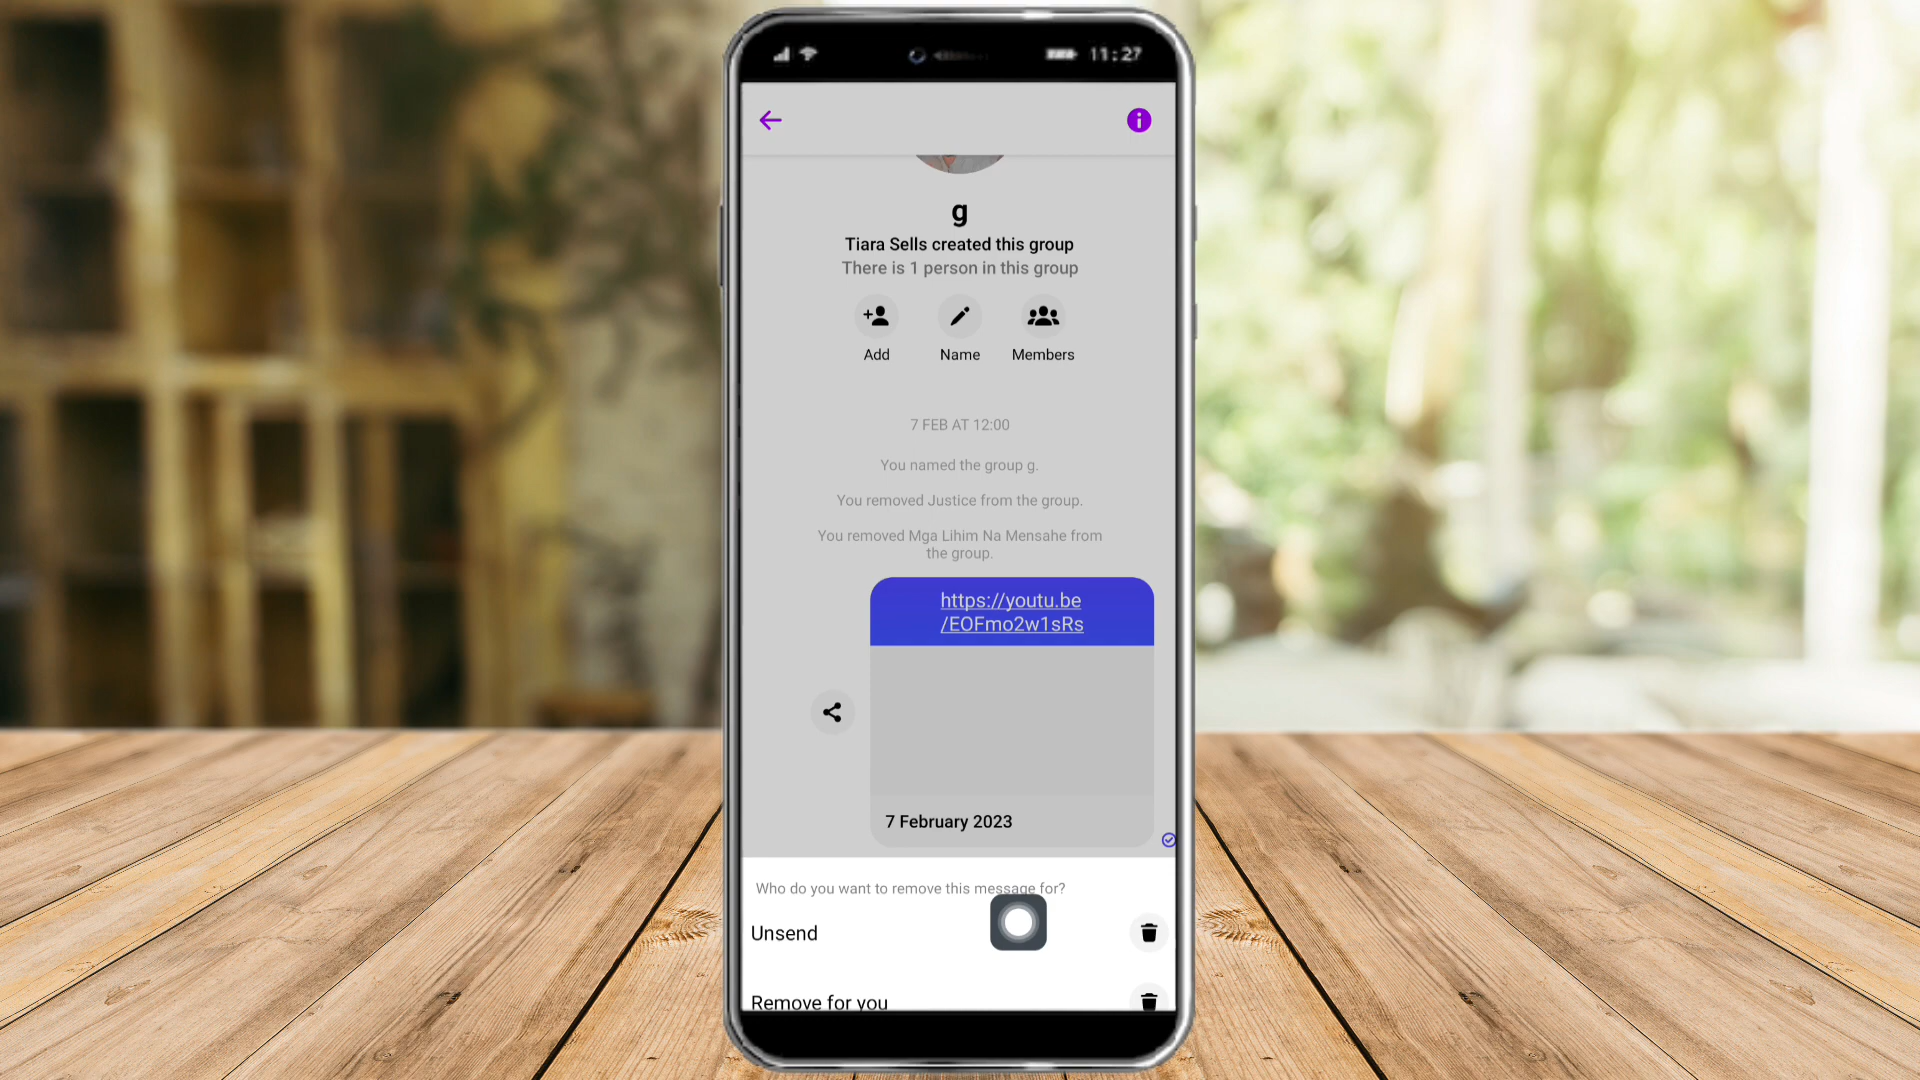 11:27
g
Tiara Sells created this group
There is 1 person in this group
Add Name Members
7 FEB AT 12:00
You named the group g.
You removed Justice from the group.
You removed Mga Lihim Na Mensahe from
the group.
https://youtu.be
/EOFmo2w1sRs
7 February 2023
Who do you want to remove this message for?
Unsend
Remove for you